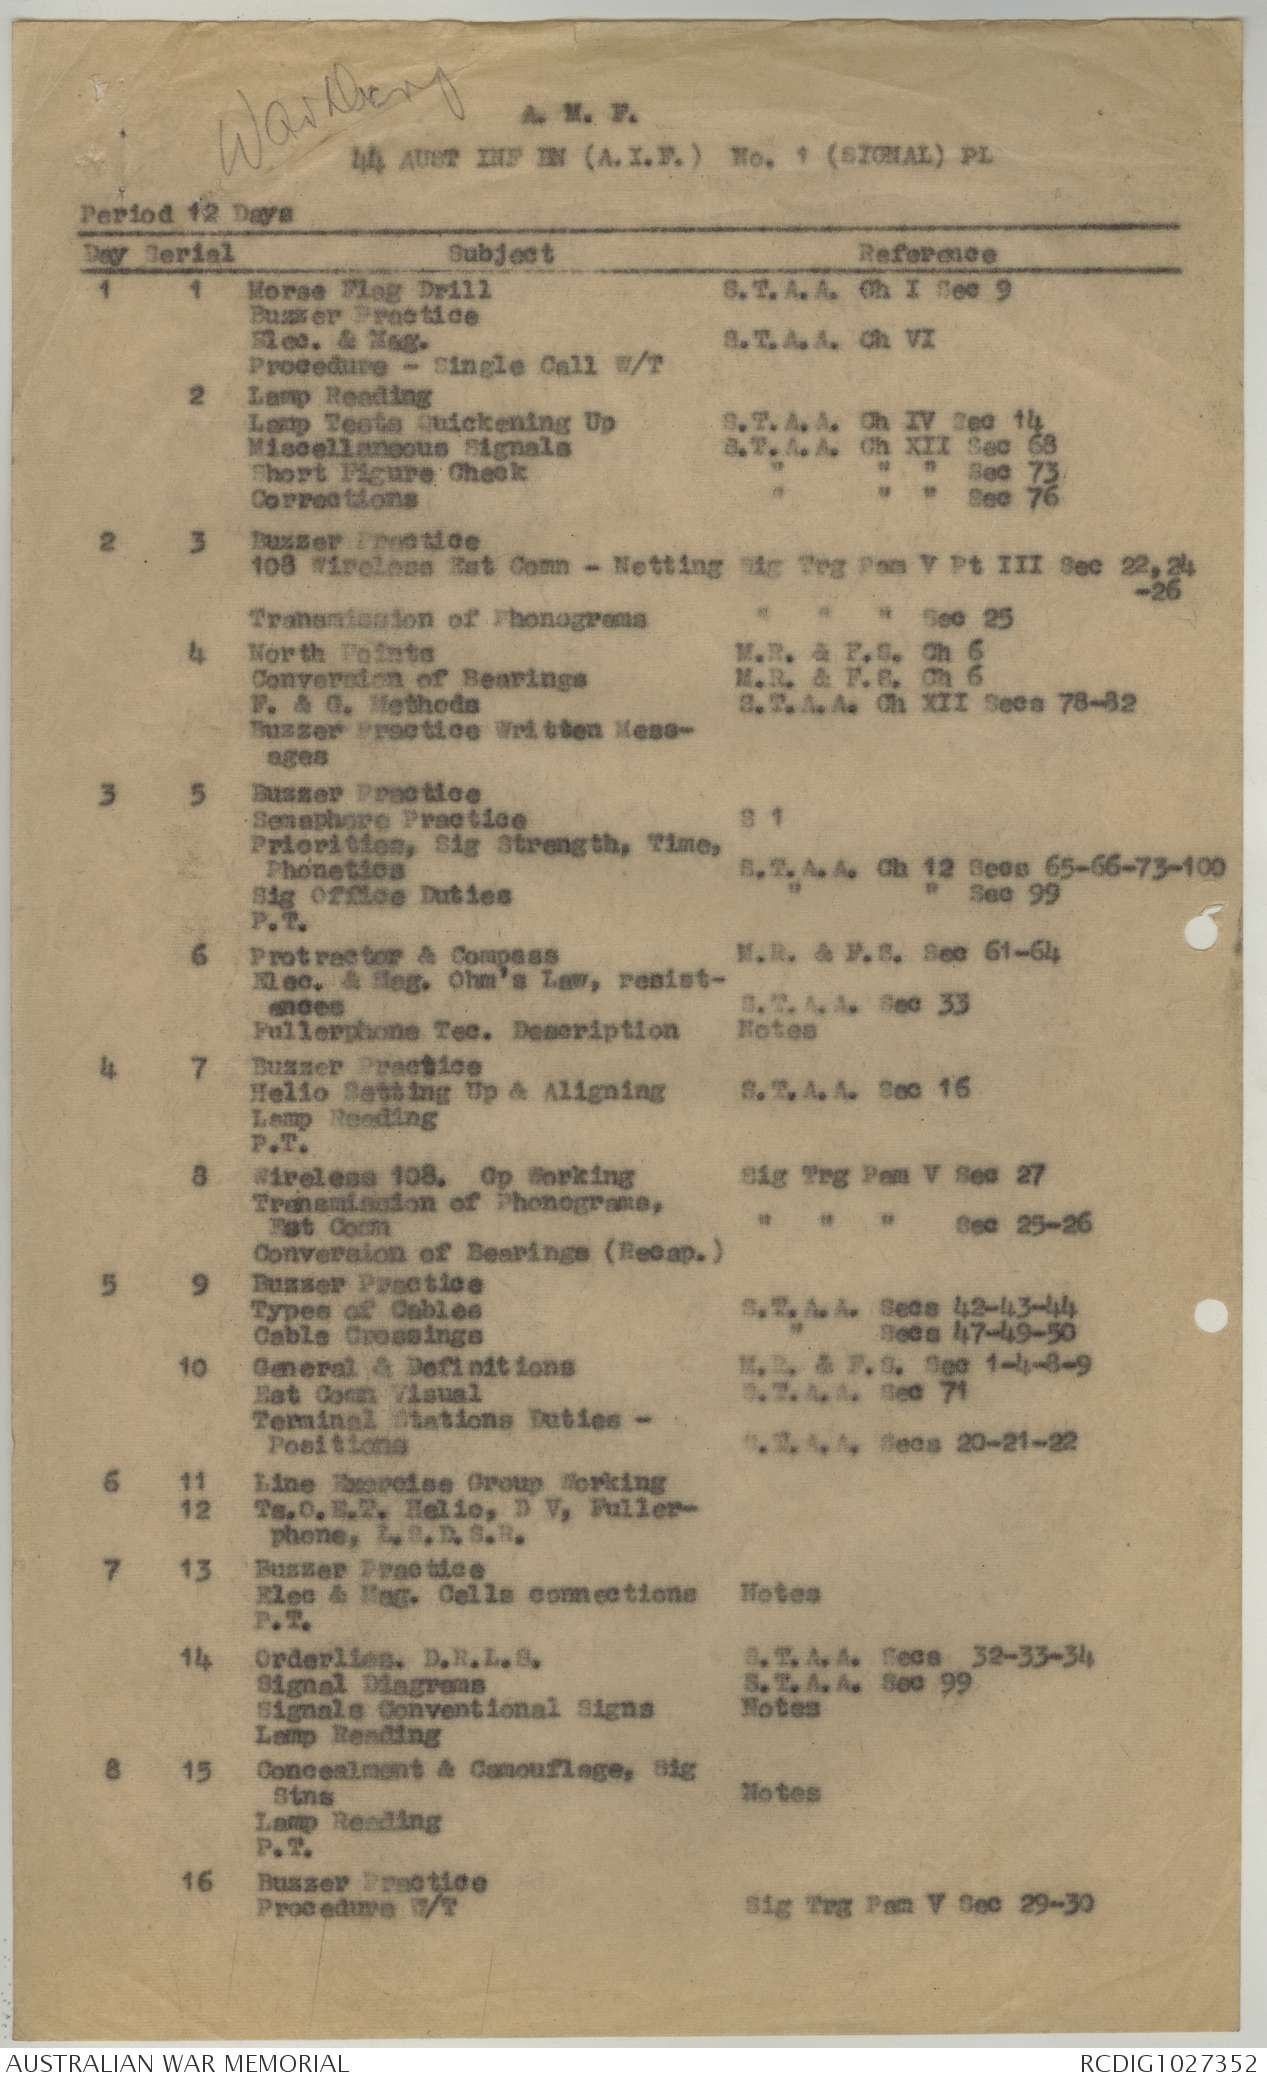 A. M. F.
44 AUST INF BN (A.I.F.) No. 1 (SIGNAL) PL
Period 12 Days
Day Serial Subject Reference
1 1 Morse Flag Drill S.T.A.A. Ch I Sec 9
Buzzer Practice
Elec. & Mag. S.T.A.A. Ch VI
Procedure - Single Call W/T
2 Lamp Reading
Lamp Tests Quickening Up S.T.A.A. Ch IV Sec 14
Miscellaneous Signals S.T.A.A. Ch XII Sec 68
Short Figure Check " " " Sec 73
Corrections " " " Sec 76
2 3 Buzzer Practice
108 Wireless Est Comn - Netting Sig Trg Pam V Pt III Sec 22,24
-26
Transmission of Phonograms " " " Sec 25
4 North Points M.R. & F.S. Ch 6
Conversion of Bearings M.R. & F.S. Ch 6
F. & G. Methods S.T.A.A. Ch XII Secs 78-82
Buzzer Practice Written Mess-
ages
3 5 Buzzer Practice
Semaphore Practice S 1
Priorities, Sig Strength, Time,
Phonetics S.T.A.A. Ch 12 Secs 65-66-73-100
Sig Office Duties " " Sec 99
P.T.
6 Protractor & Compass M.R. & F.S. Sec 61-64
Elec. & Mag. Ohm's Law, resist-
ances S.T.A.A. Sec 33
Fullerphone Tec. Description Notes
4 7 Buzzer Practice
Helio Setting Up & Aligning S.T.A.A. Sec 16
Lamp Reading
P.T.
8 Wireless 108. Gp Working Sig Trg Pam V Sec 27
Transmission of Phonograms,
Est Comn " " " Sec 25-26
Conversion of Bearings (Recap.)
5 9 Buzzer Practice
Types of Cables S.T.A.A. Secs 42-43-44
Cable Crossings " Secs 47-49-50
10 General & Definitions M.R. & F.S. Sec 1-4-8-9
Est Comn Visual S.T.A.A. Sec 71
Terminal Stations Duties -
Positions S.T.A.A. Secs 20-21-22
6 11 Line Exercise Group Working
12 Ts.O.E.T. Helio, D V, Fuller-
phone, L.S.D.S.R.
7 13 Buzzer Practice
Elec & Mag. Cells connections Notes
P.T.
14 Orderlies. D.R.L.S. S.T.A.A. Secs 32-33-34
Signal Diagrams S.T.A.A. Sec 99
Signals Conventional Signs Notes
Lamp Reading
8 15 Concealment & Camouflage, Sig
Stns Notes
Lamp Reading
P.T.
16 Buzzer Practice
Procedure W/T Sig Trg Pam V Sec 29-30
AUSTRALIAN WAR MEMORIAL RCDIG1027352